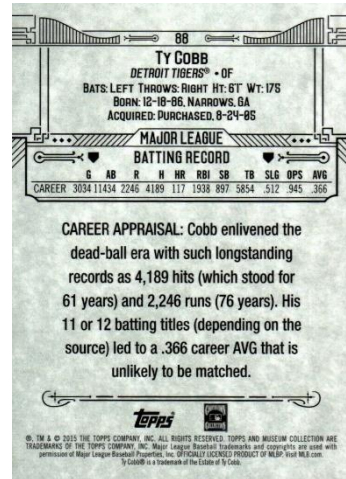 88
TY COBB
DETROIT TIGERS® • OF
BATS: LEFT THROWS: RIGHT HT: 6'1" WT: 175
BORN: 12-18-86, NARROWS, GA
ACQUIRED: PURCHASED, 8-24-05
MAJOR LEAGUE
BATTING RECORD
G AB R H HR RBI SB TB SLG OPS AVG
CAREER 3034 11434 2246 4189 117 1938 897 5854 .512 .945 .366
CAREER APPRAISAL: Cobb enlivened the
dead-ball era with such longstanding
records as 4,189 hits (which stood for
61 years) and 2,246 runs (76 years). His
11 or 12 batting titles (depending on the
source) led to a .366 career AVG that is
unlikely to be matched.
Topps
®, TM & © 2015 THE TOPPS COMPANY, INC. ALL RIGHTS RESERVED. TOPPS AND MUSEUM COLLECTION ARE
TRADEMARKS OF THE TOPPS COMPANY, INC. Major League Baseball trademarks and copyrights are used with
permission of Major League Baseball Properties, Inc. OFFICIALLY LICENSED PRODUCT OF MLBP. Visit MLB.com
Ty Cobb® is a trademark of the Estate of Ty Cobb.